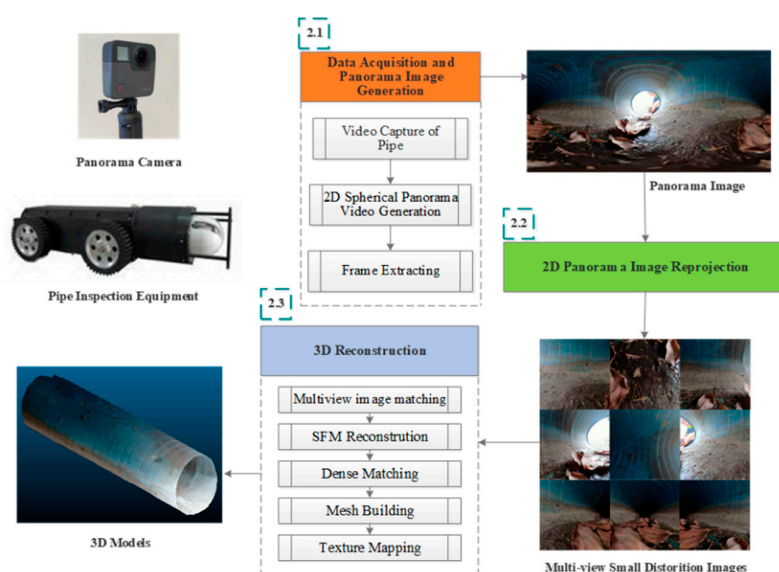 2.1
Data Acquisition and
Panorama Image
Generation
Video Capture of
Pipe
2D Spherical Panorama
Video Generation
Frame Extracting
Panorama Camera
Pipe Inspection Equipment
Panorama Image
2.2
2D Panorama Image Reprojection
Multi-view Small Distorition Images
2.3
3D Reconstruction
Multiview image matching
SFM Reconstrution
Dense Matching
Mesh Building
Texture Mapping
3D Models